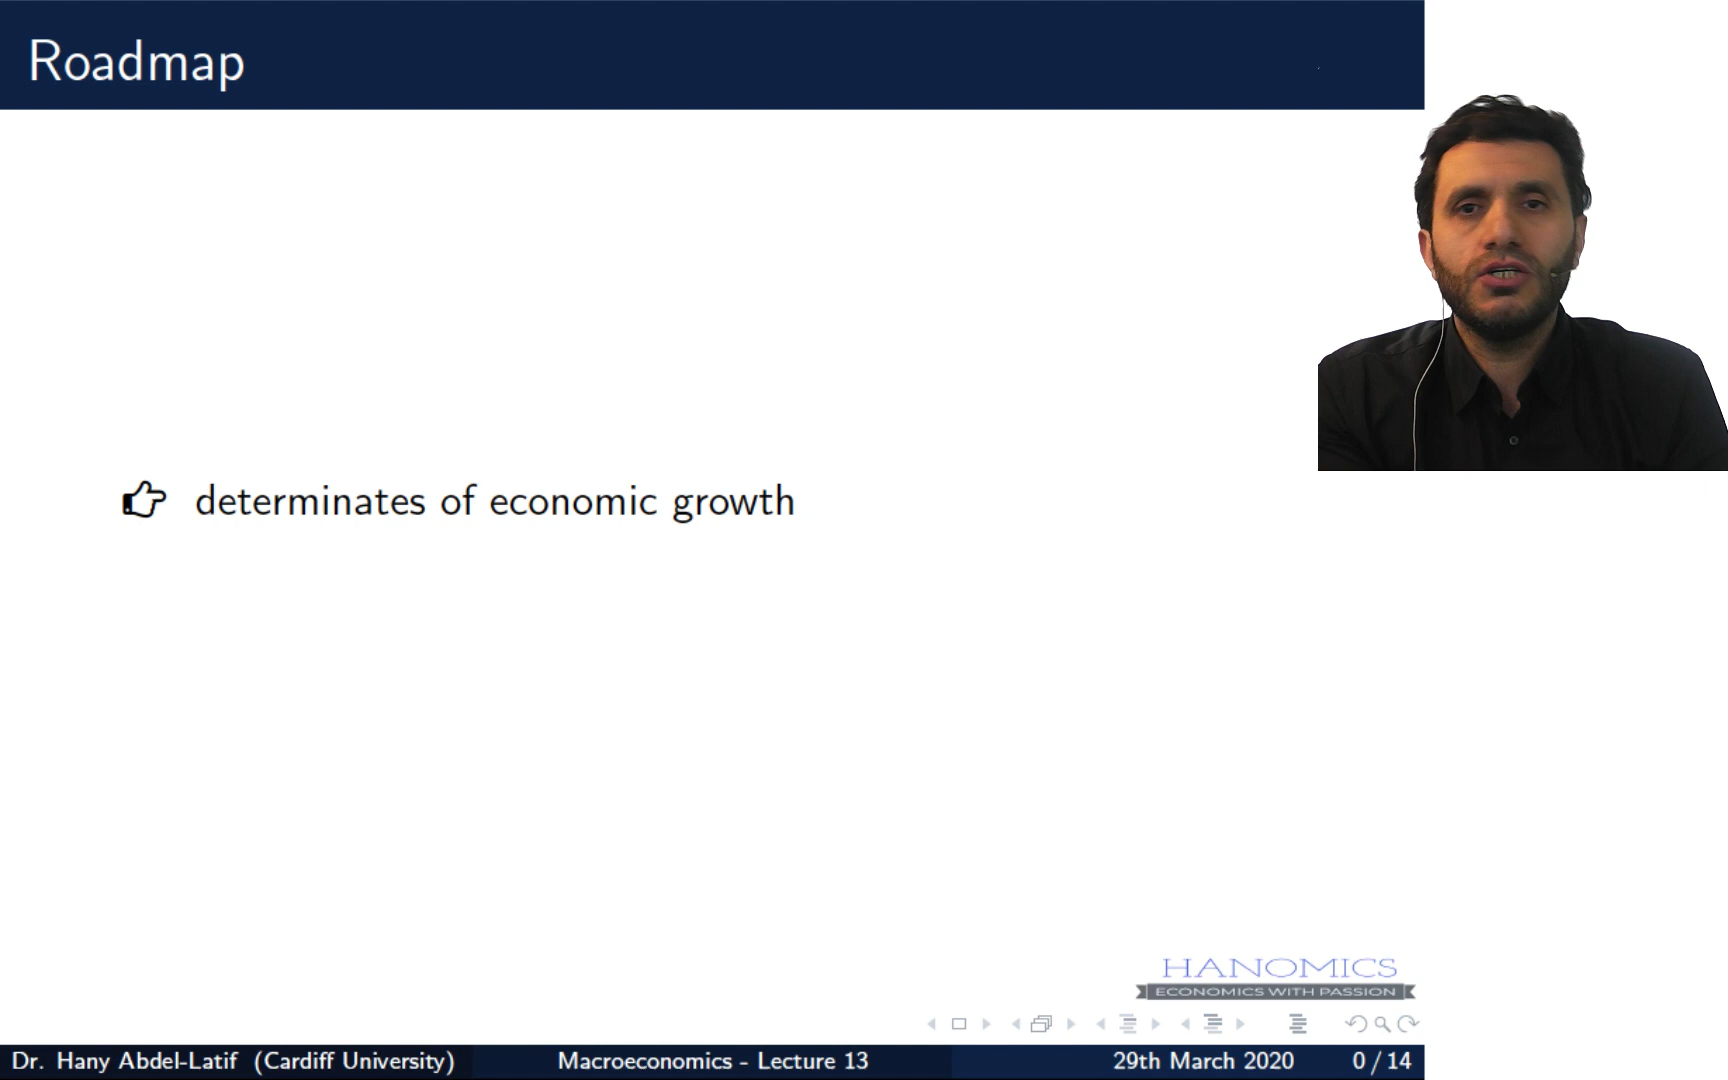 Roadmap
determinates of economic growth
HANOMICS
ECONOMICS WITH PASSION
Dr. Hany Abdel-Latif (Cardiff University) Macroeconomics - Lecture 13 29th March 2020 0 / 14